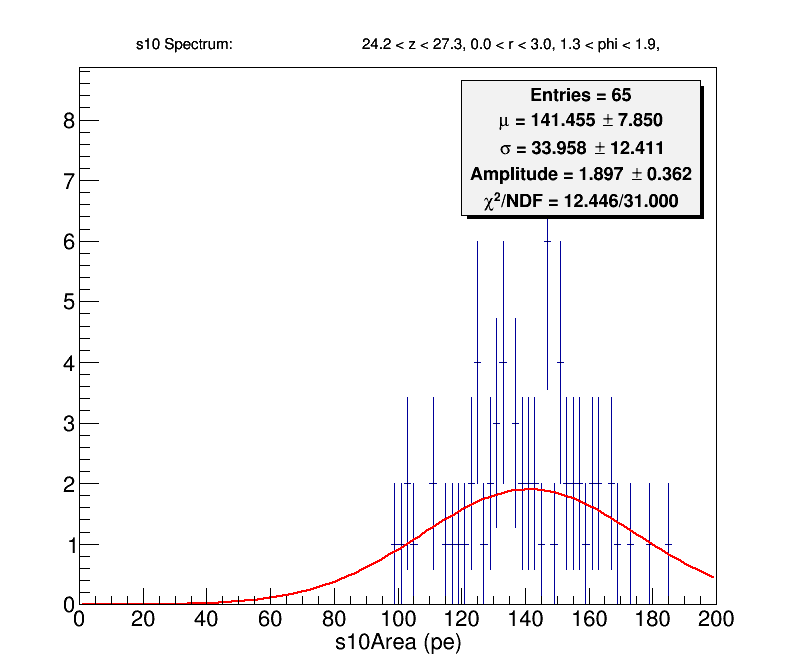 s10 Spectrum: 24.2 < z < 27.3, 0.0 < r < 3.0, 1.3 < phi < 1.9,
Entries = 65
μ = 141.455 ± 7.850
σ = 33.958 ± 12.411
Amplitude = 1.897 ± 0.362
χ²/NDF = 12.446/31.000
8
7
6
5
4
3
2
1
0
0 20 40 60 80 100 120 140 160 180 200
s10Area (pe)